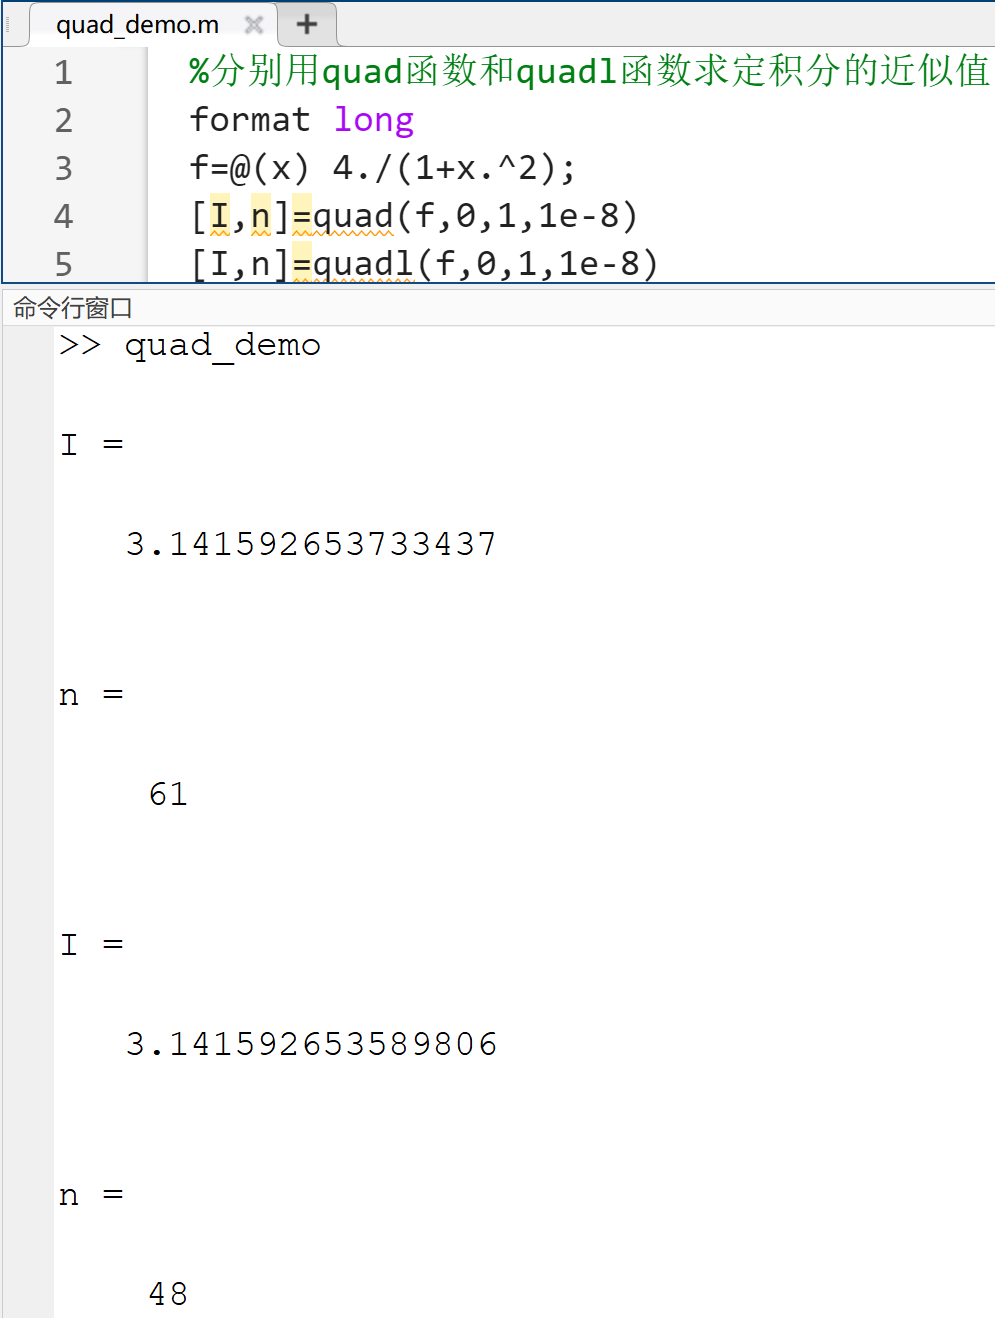 quad_demo.m
1 %分别用quad函数和quadl函数求定积分的近似值
2 format long
3 f=@(x) 4./(1+x.^2);
4 [I,n]=quad(f,0,1,1e-8)
5 [I,n]=quadl(f,0,1,1e-8)
命令行窗口
>> quad_demo
I =
3.141592653733437
n =
61
I =
3.141592653589806
n =
48